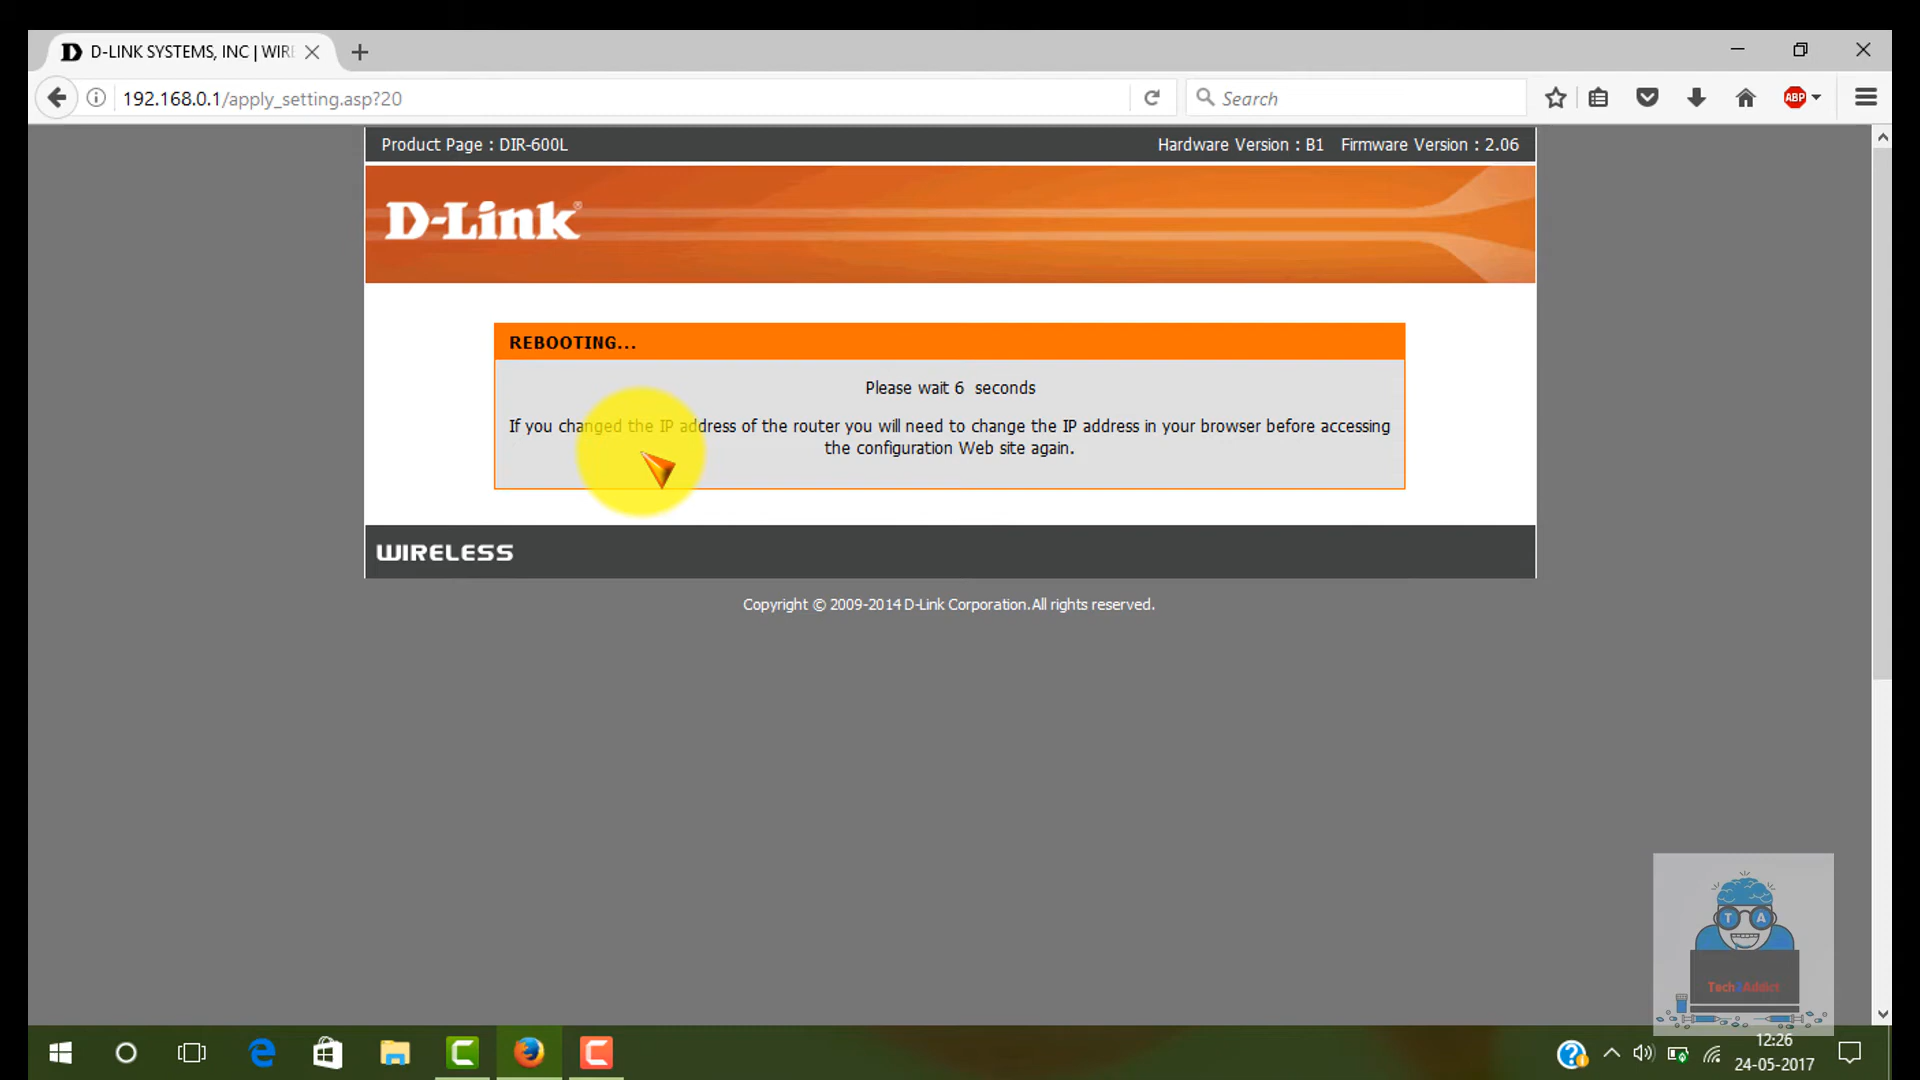 D-LINK SYSTEMS, INC | WIRE
192.168.0.1/apply_setting.asp?20
Search
ABP
Product Page : DIR-600L
Hardware Version : B1 Firmware Version : 2.06
D-Link®
REBOOTING...
Please wait 6 seconds
If you changed the IP address of the router you will need to change the IP address in your browser before accessing
the configuration Web site again.
WIRELESS
Copyright © 2009-2014 D-Link Corporation.All rights reserved.
T A
Tech2Addict
12:26
24-05-2017